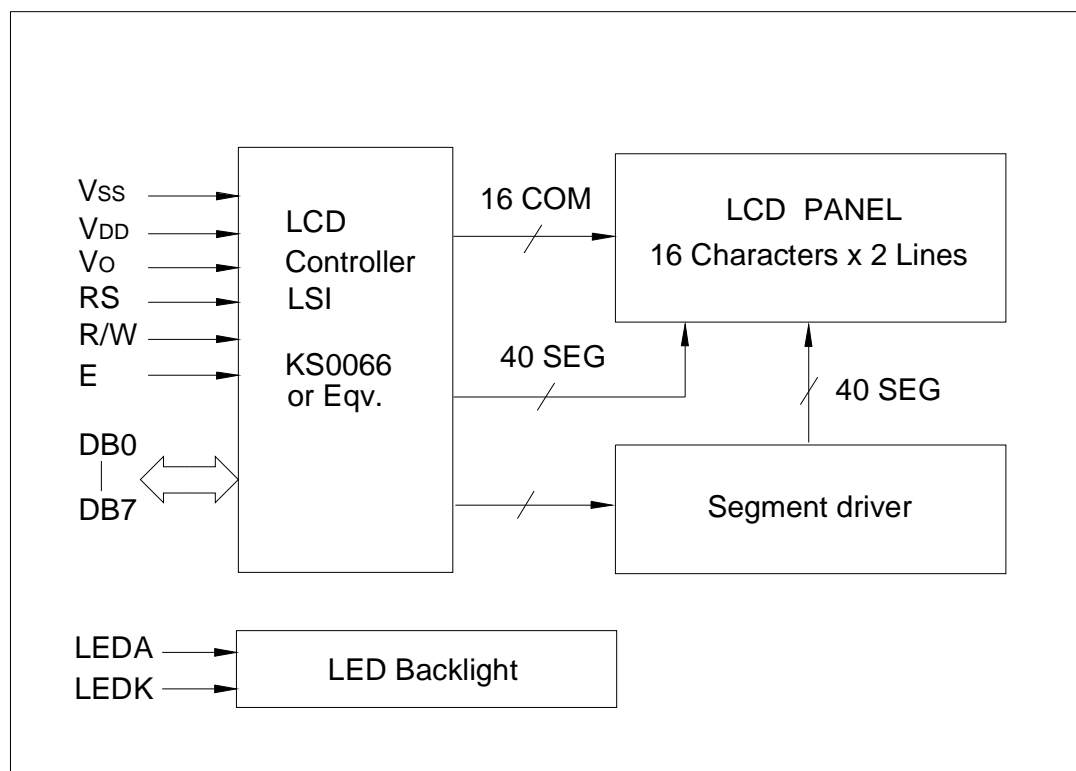 VSS
VDD
VO
RS
R/W
E
DB0
DB7
LCD
Controller
LSI
KS0066
or Eqv.
16 COM
40 SEG
LCD PANEL
16 Characters x 2 Lines
40 SEG
Segment driver
LEDA
LEDK
LED Backlight